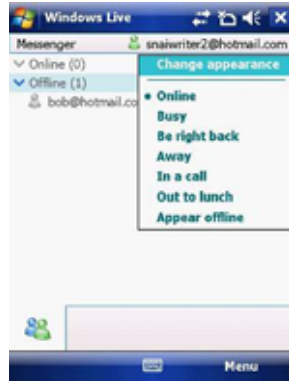 Windows Live
Messenger snaiwriter2@hotmail.com
Online (0)
Offline (1)
bob@hotmail.co
Change appearance
Online
Busy
Be right back
Away
In a call
Out to lunch
Appear offline
Menu